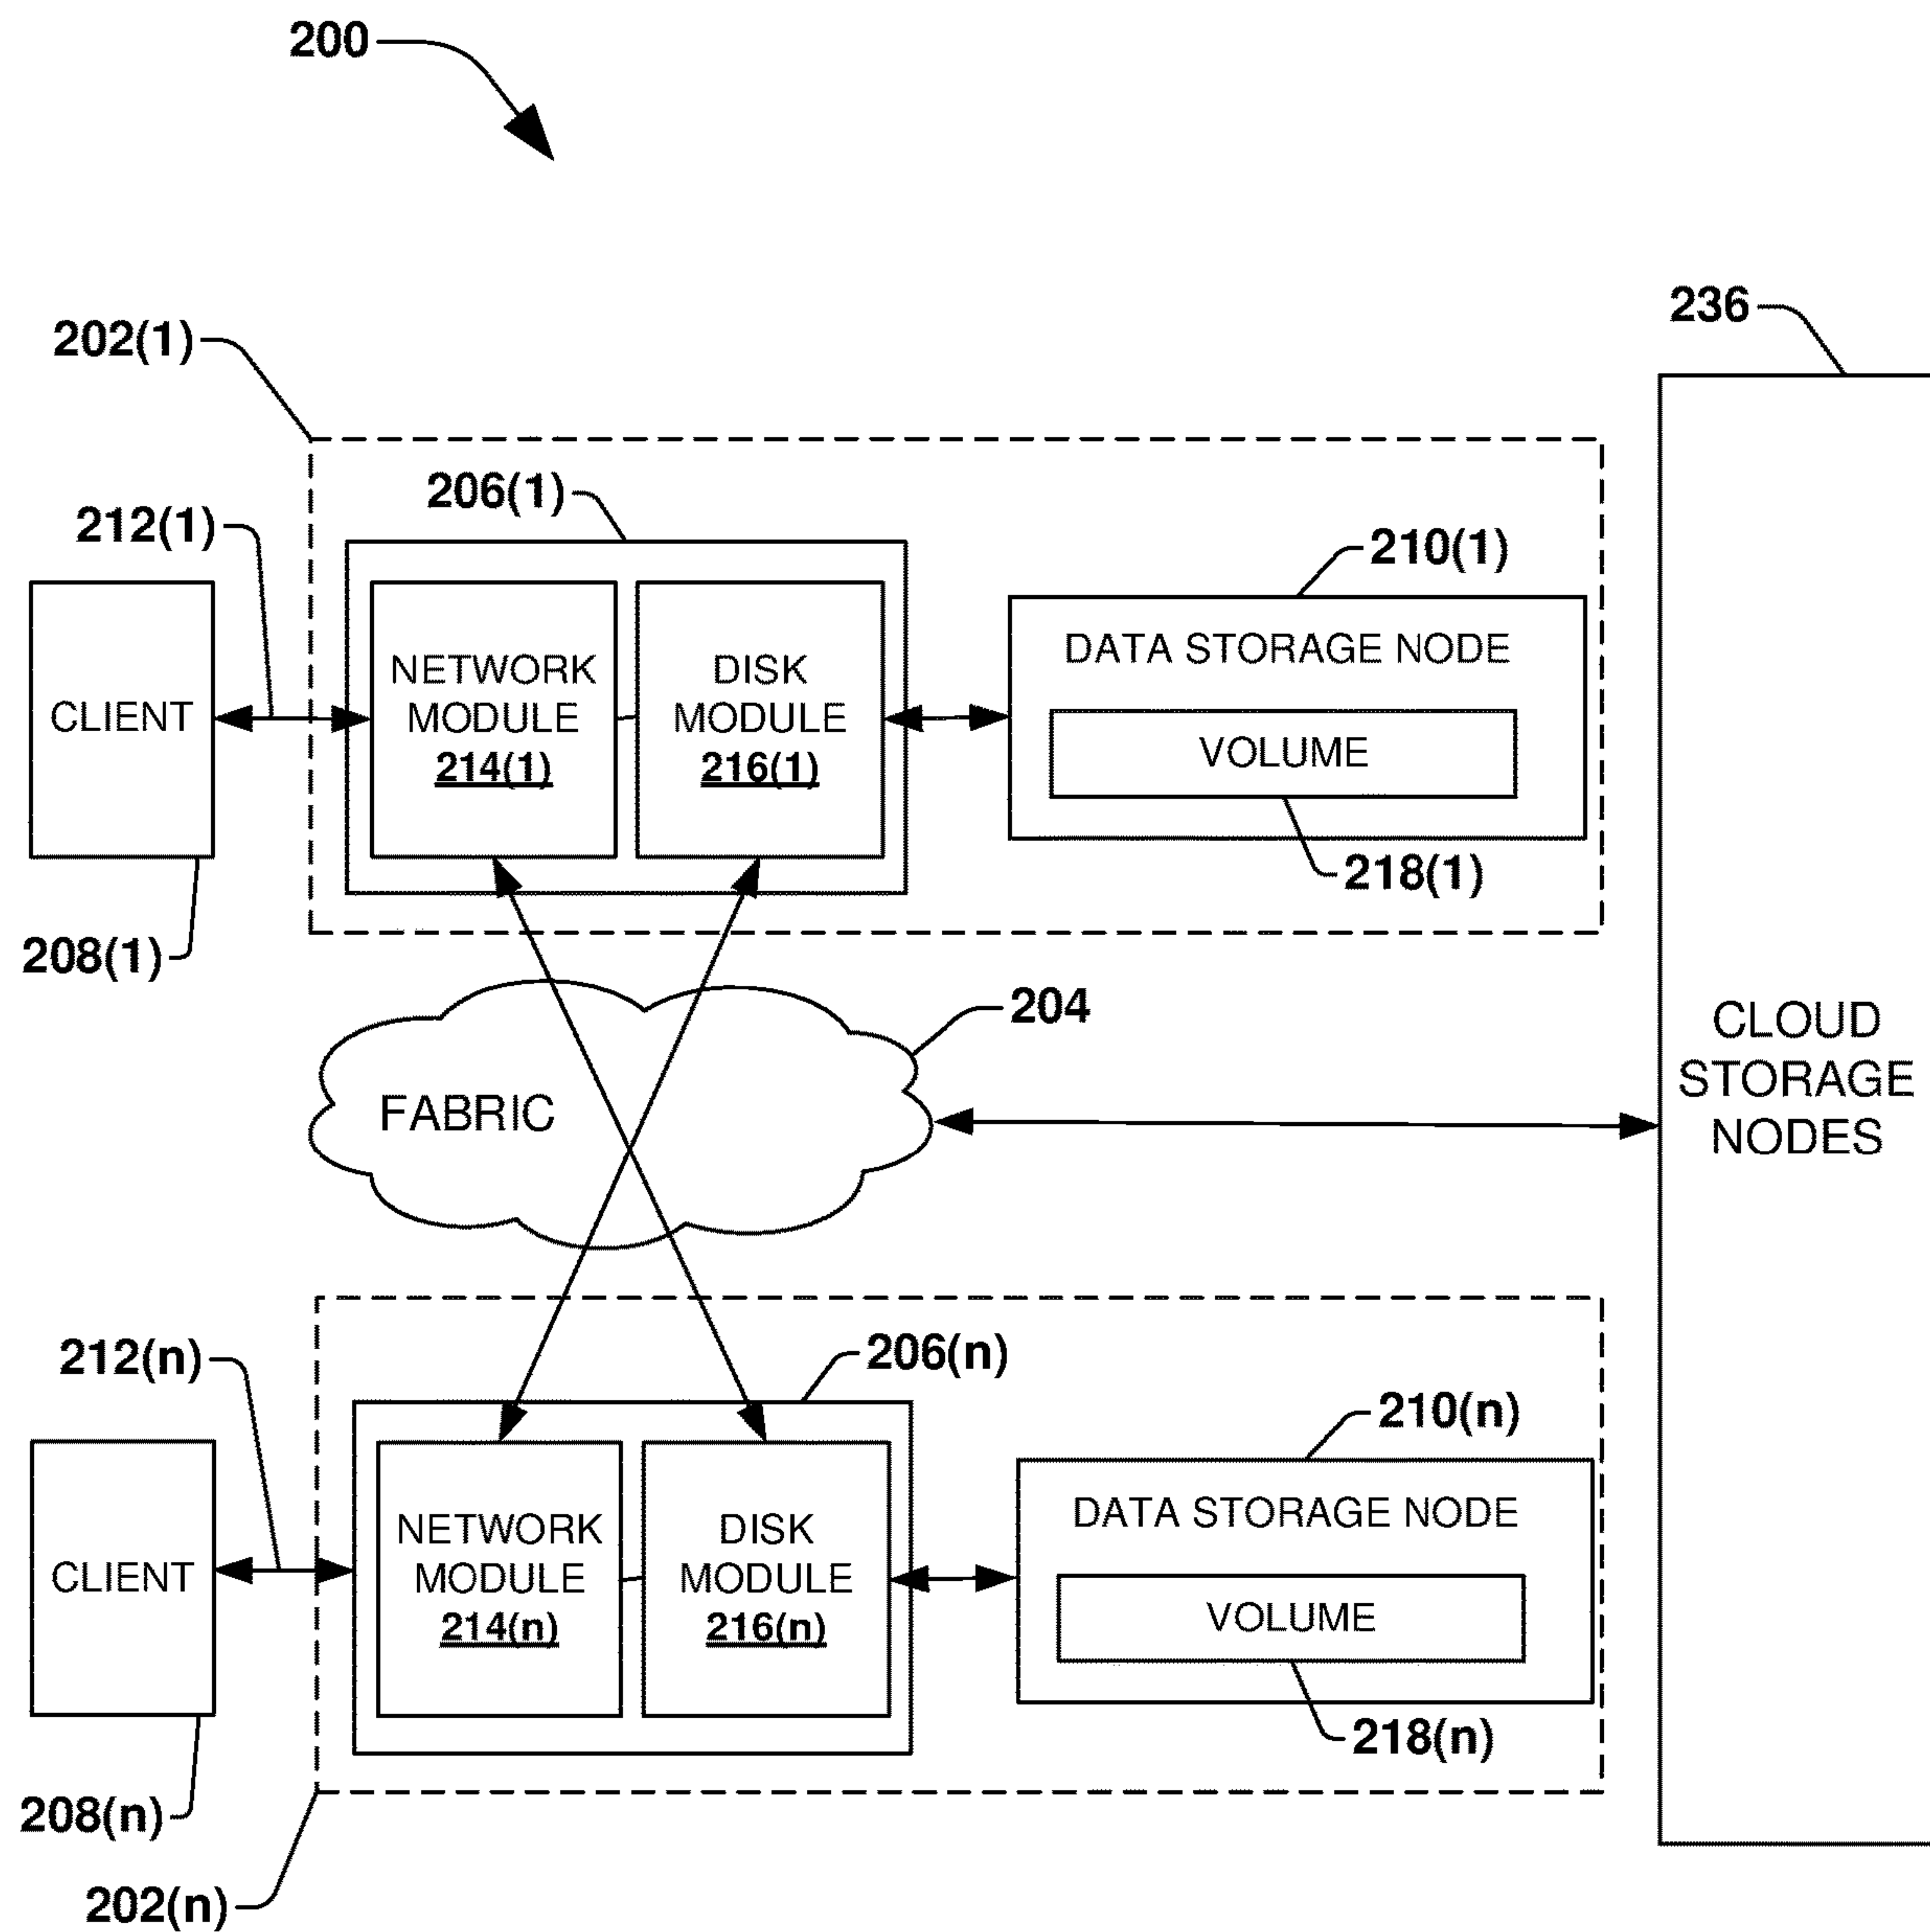 200
236
202(1)
206(1)
212(1)
210(1)
CLIENT
NETWORK
MODULE
214(1)
DISK
MODULE
216(1)
DATA STORAGE NODE
VOLUME
218(1)
208(1)
204
FABRIC
CLOUD
STORAGE
NODES
212(n)
206(n)
210(n)
CLIENT
NETWORK
MODULE
214(n)
DISK
MODULE
216(n)
DATA STORAGE NODE
VOLUME
218(n)
208(n)
202(n)